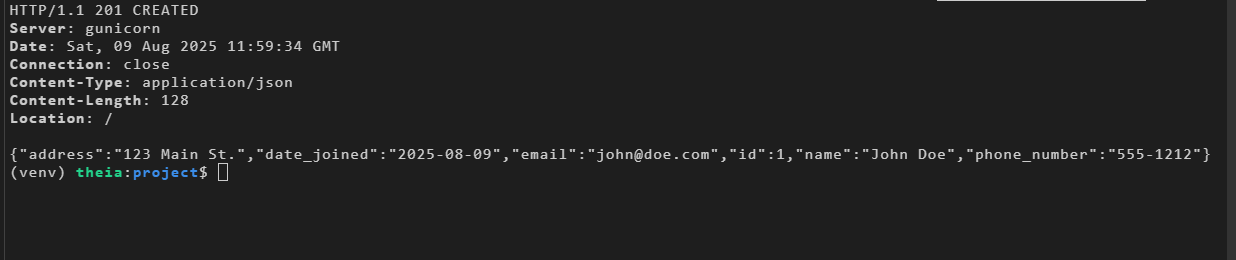 HTTP/1.1 201 CREATED
Server: gunicorn
Date: Sat, 09 Aug 2025 11:59:34 GMT
Connection: close
Content-Type: application/json
Content-Length: 128
Location: /
{"address":"123 Main St.","date_joined":"2025-08-09","email":"john@doe.com","id":1,"name":"John Doe","phone_number":"555-1212"}
(venv) theia:project$